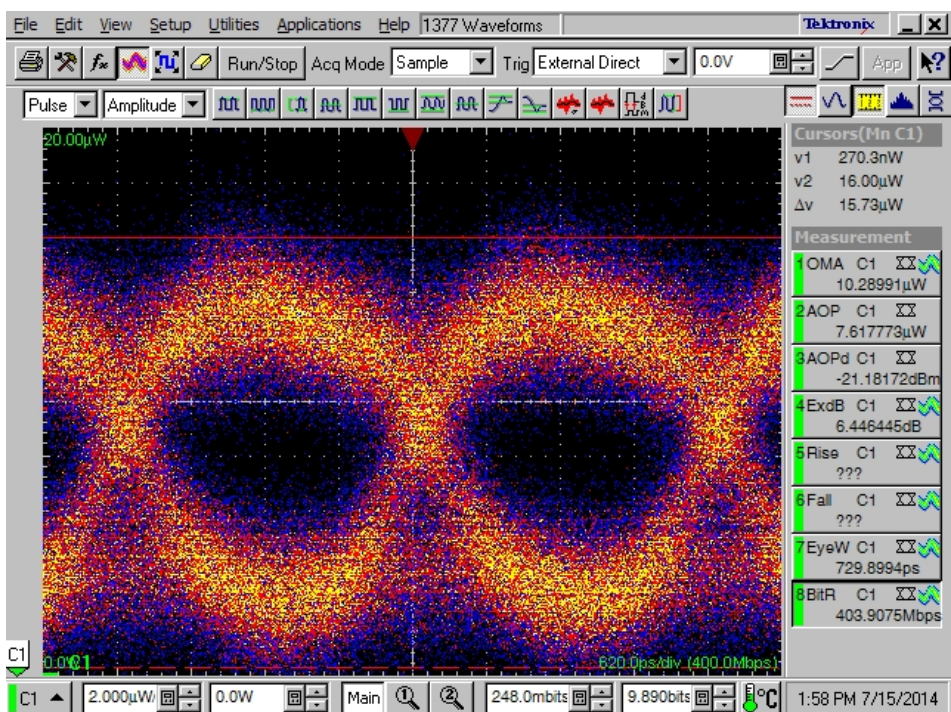 File Edit View Setup Utilities Applications Help 1377 Waveforms Tektronix
Run/Stop Acq Mode Sample Trig External Direct 0.0V App
Pulse Amplitude
20.00µW
Cursors(Mn C1)
v1 270.3nW
v2 16.00µW
Δv 15.73µW
Measurement
1 OMA C1
10.28991µW
2 AOP C1
7.617773µW
3 AOPd C1
-21.18172dBm
4 ExdB C1
6.446445dB
5 Rise C1
???
6 Fall C1
???
7 EyeW C1
729.8994ps
8 BitR C1
403.9075Mbps
C1
C1
620.0ps/div (400.0Mbps)
C1 2.000µW/ 0.0W Main 1 2 248.0mbits 9.890bits °C 1:58 PM 7/15/2014